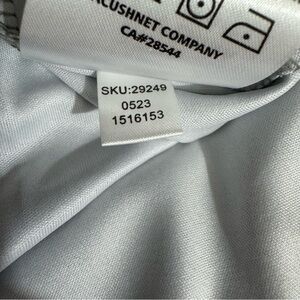 CUSHNET COMPANY
CA#28544
SKU:29249
0523
1516153